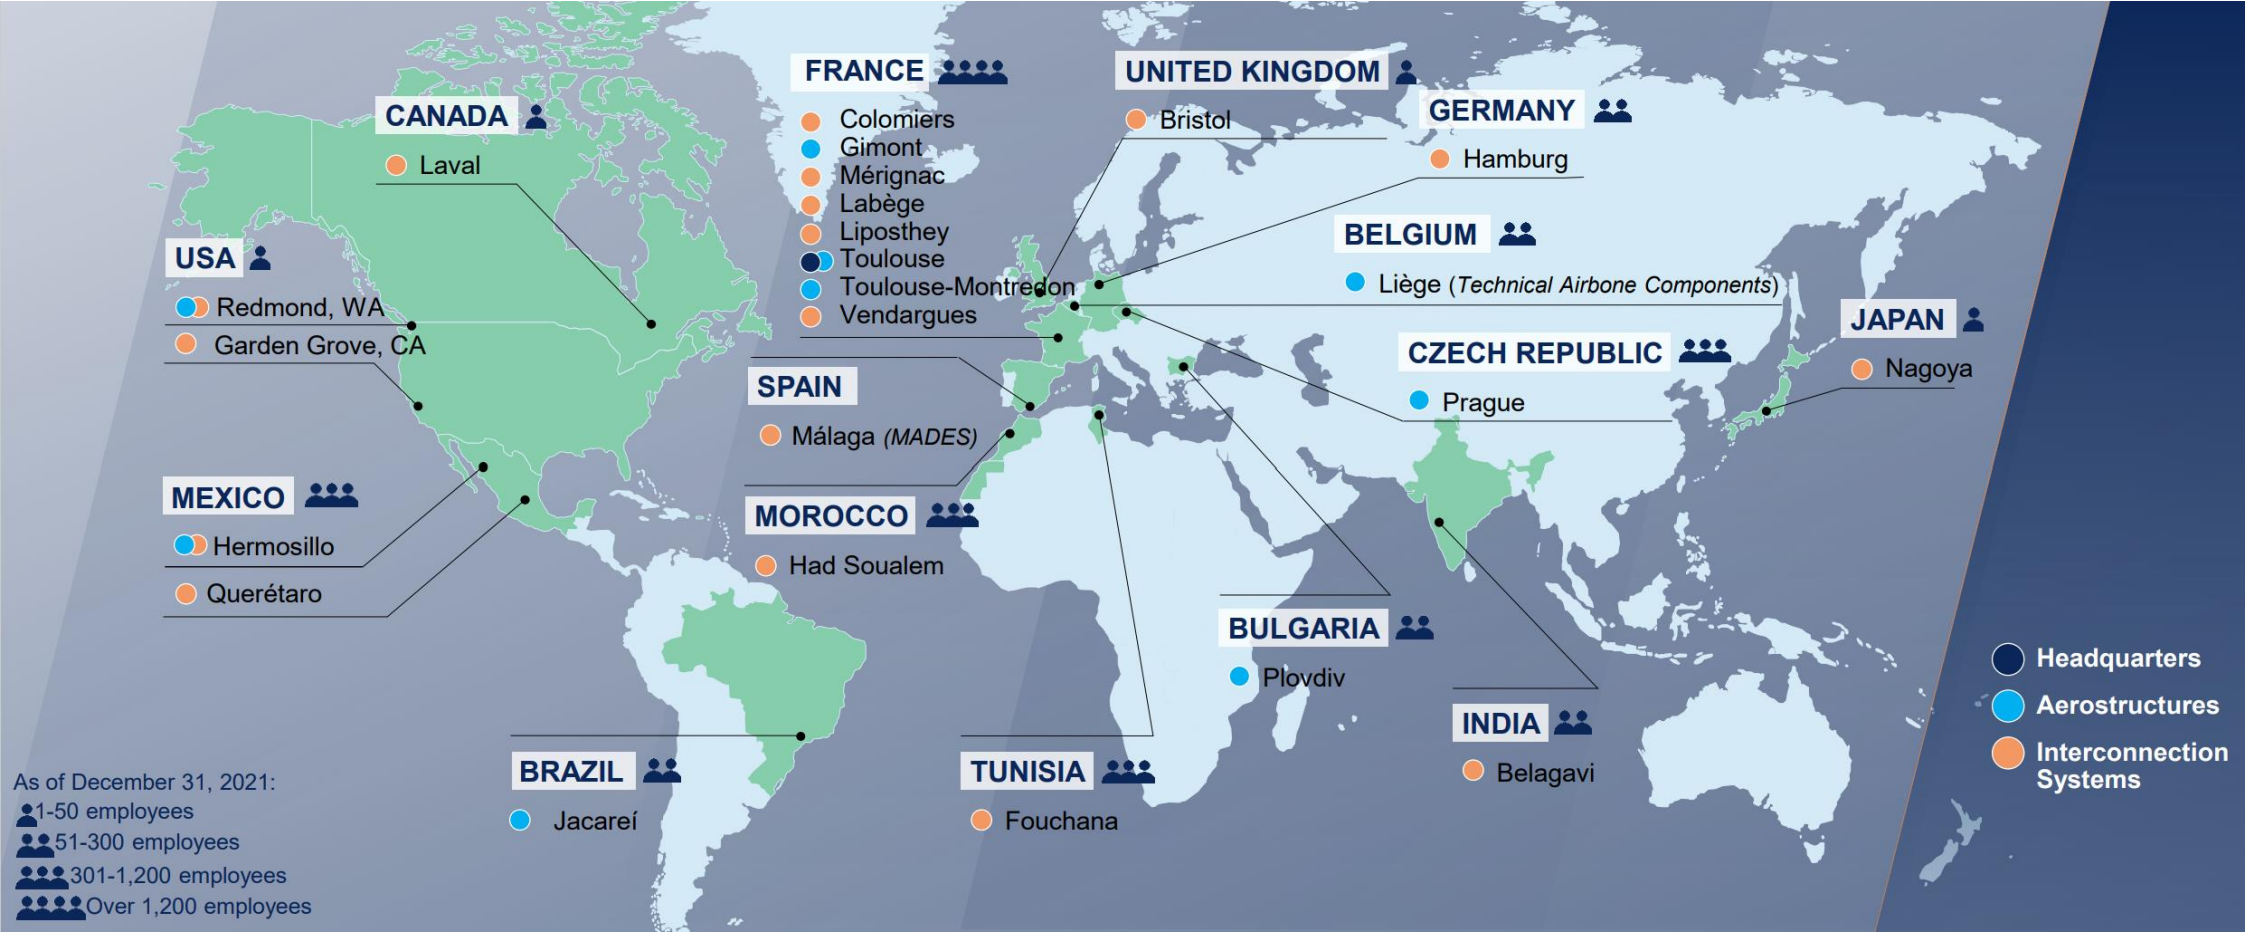 FRANCE
Colomiers
Gimont
Mérignac
Labège
Liposthey
Toulouse
Toulouse-Montredon
Vendargues
UNITED KINGDOM
Bristol
GERMANY
Hamburg
CANADA
Laval
BELGIUM
Liège (Technical Airbone Components)
USA
Redmond, WA
Garden Grove, CA
JAPAN
Nagoya
CZECH REPUBLIC
Prague
SPAIN
Málaga (MADES)
MEXICO
Hermosillo
Querétaro
MOROCCO
Had Soualem
BULGARIA
Plovdiv
INDIA
Belagavi
BRAZIL
Jacareí
TUNISIA
Fouchana
Headquarters
Aerostructures
Interconnection
Systems
As of December 31, 2021:
1-50 employees
51-300 employees
301-1,200 employees
Over 1,200 employees